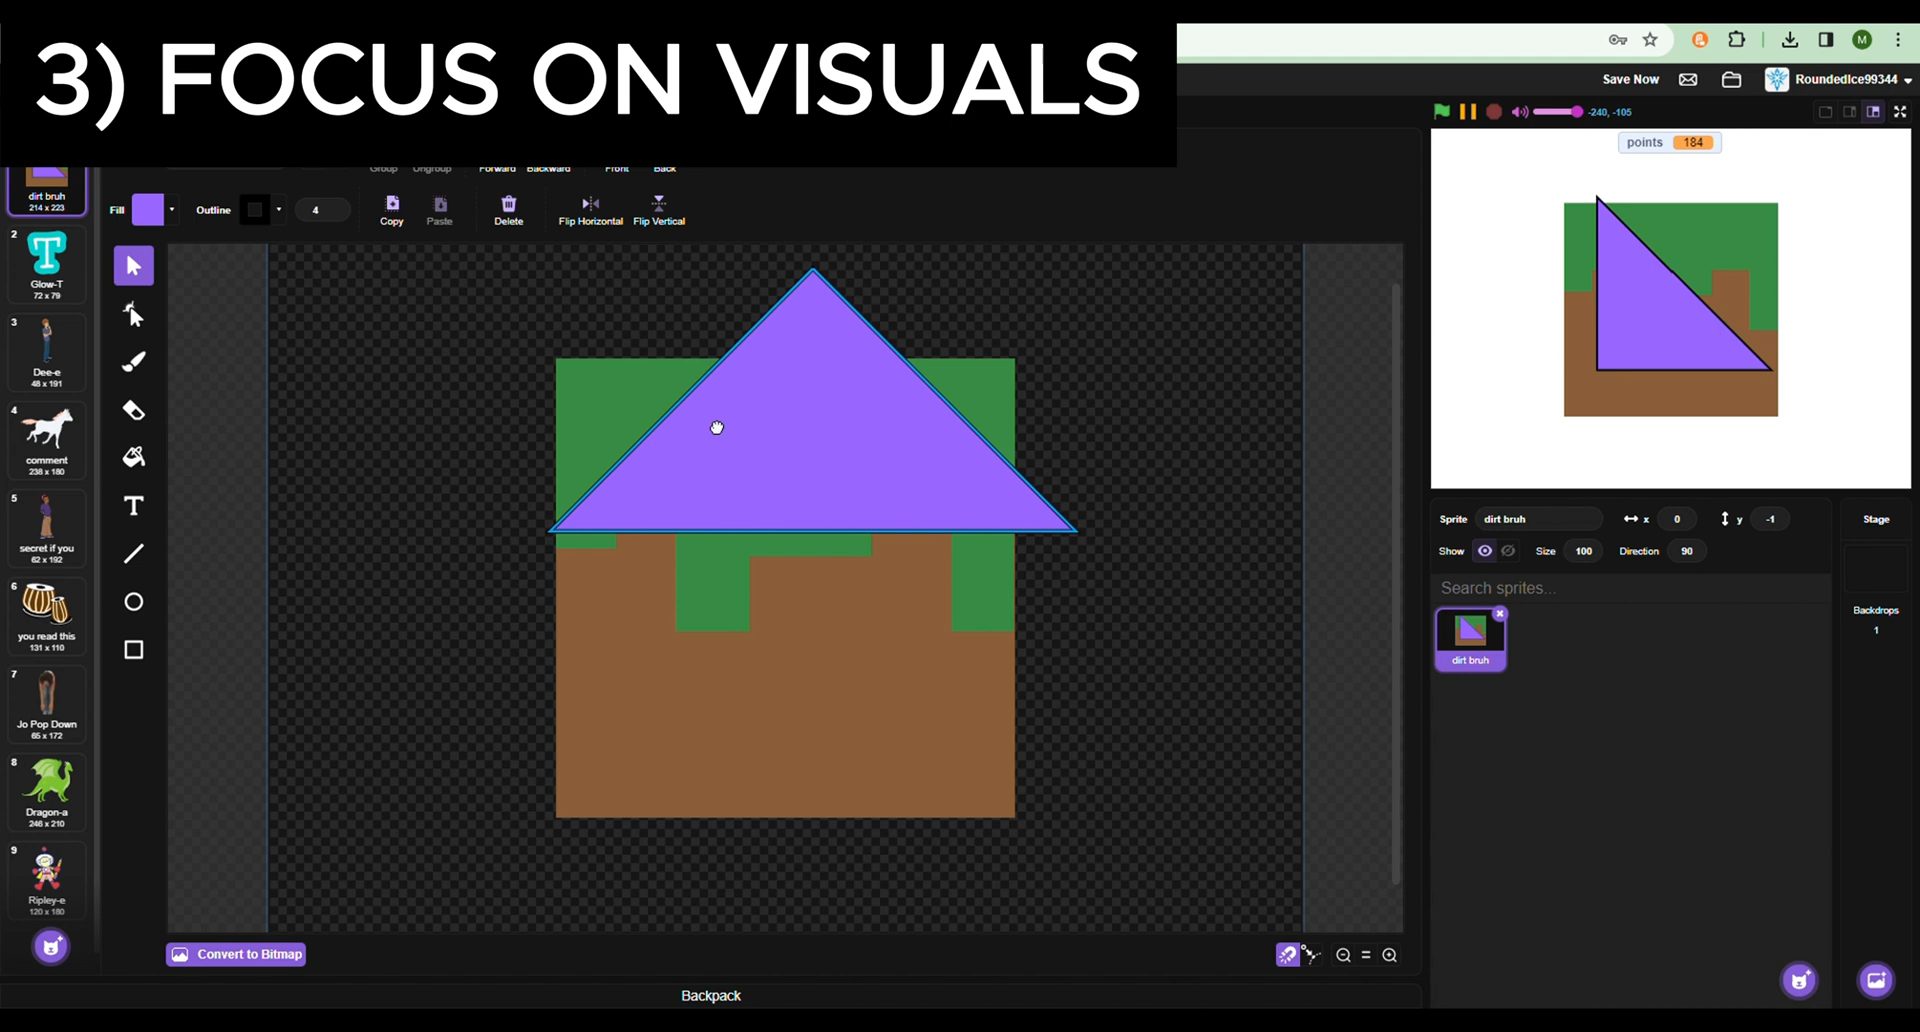 3) FOCUS ON VISUALS
M
Save Now
RoundedIce99344
-240, -105
points 184
Group Ungroup Forward Backward Front Back
Fill
Outline
4
Copy
Paste
Delete
Flip Horizontal
Flip Vertical
dirt bruh
214 x 223
2
Glow-T
72 x 79
3
Dee-e
48 x 191
4
comment
238 x 180
5
secret if you
62 x 192
6
you read this
131 x 110
7
Jo Pop Down
65 x 172
8
Dragon-a
246 x 210
9
Ripley-e
120 x 180
T
Convert to Bitmap
Backpack
Sprite dirt bruh x 0 y -1
Show Size 100 Direction 90
Search sprites...
dirt bruh
Stage
Backdrops
1